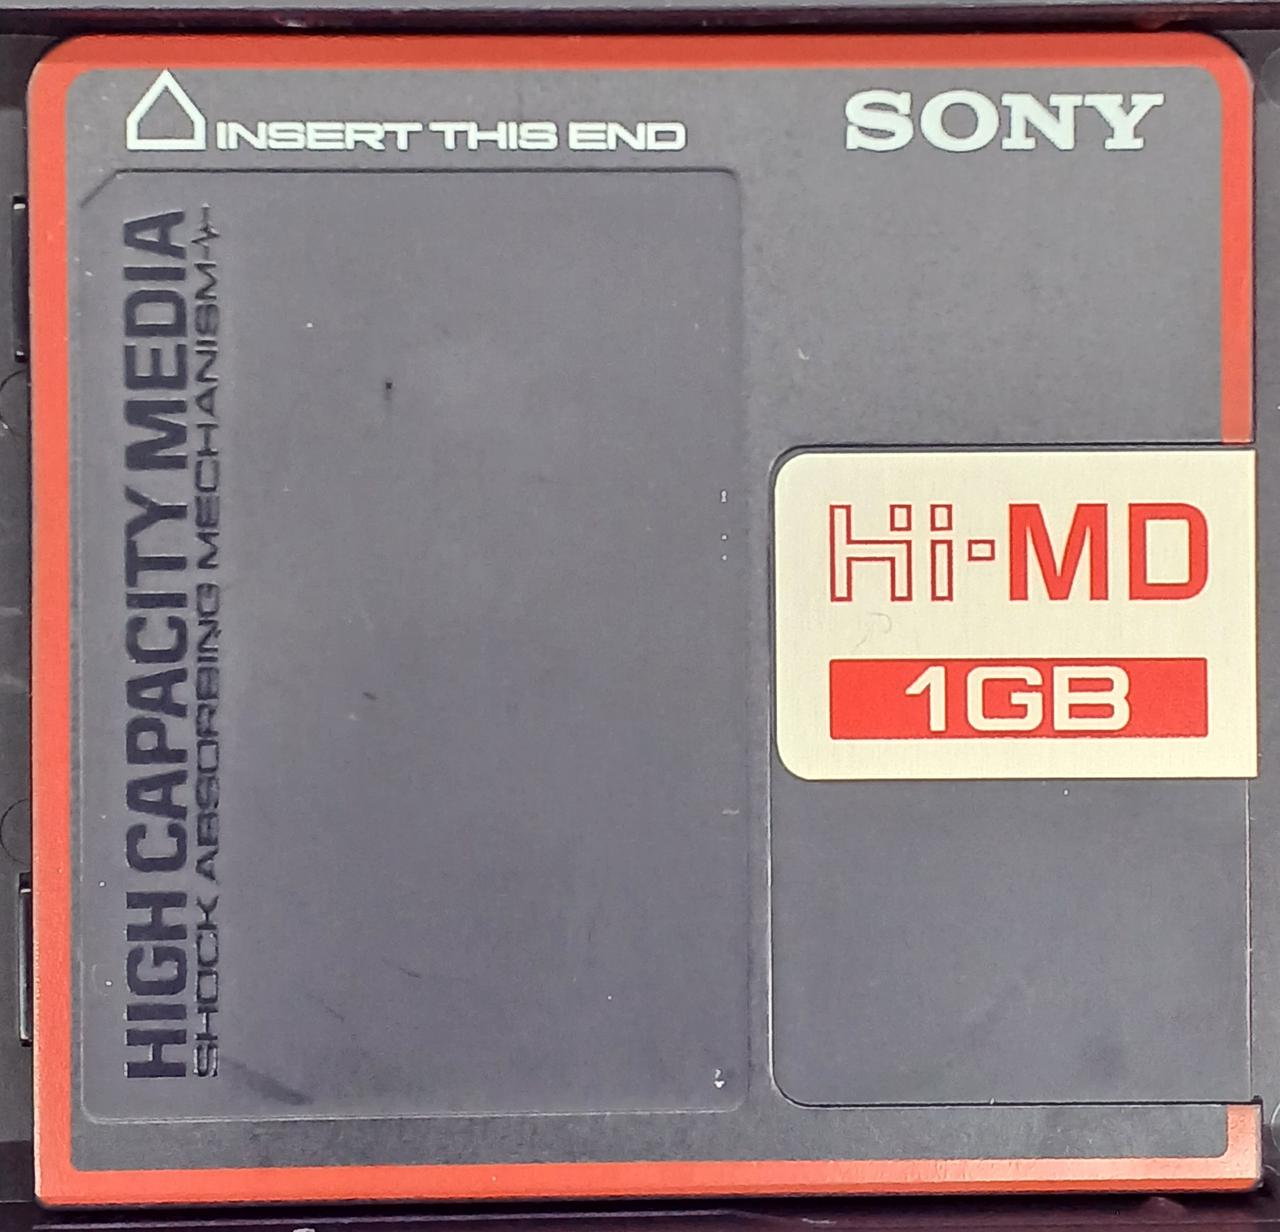 INSERT THIS END
SONY
HIGH CAPACITY MEDIA
SHOCK ABSORBING MECHANISM
Hi-MD
1GB